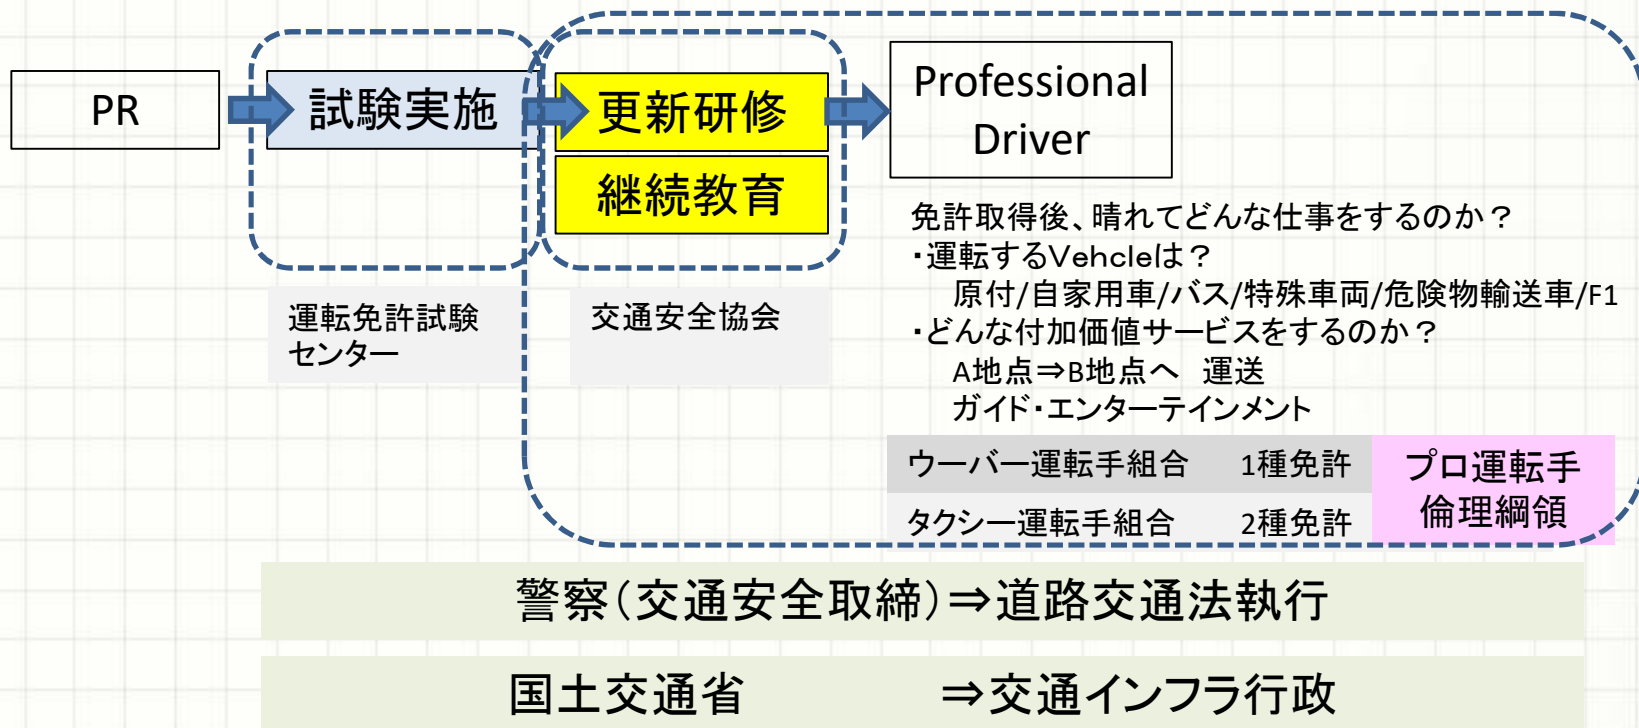 PR
試験実施
更新研修
継続教育
Professional
Driver
運転免許試験
センター
交通安全協会
免許取得後、晴れてどんな仕事をするのか？
・運転するVehcleは？
原付/自家用車/バス/特殊車両/危険物輸送車/F1
・どんな付加価値サービスをするのか？
A地点⇒B地点へ 運送
ガイド・エンターテインメント
ウーバー運転手組合 1種免許
タクシー運転手組合 2種免許
プロ運転手
倫理綱領
警察（交通安全取締）⇒道路交通法執行
国土交通省 ⇒交通インフラ行政